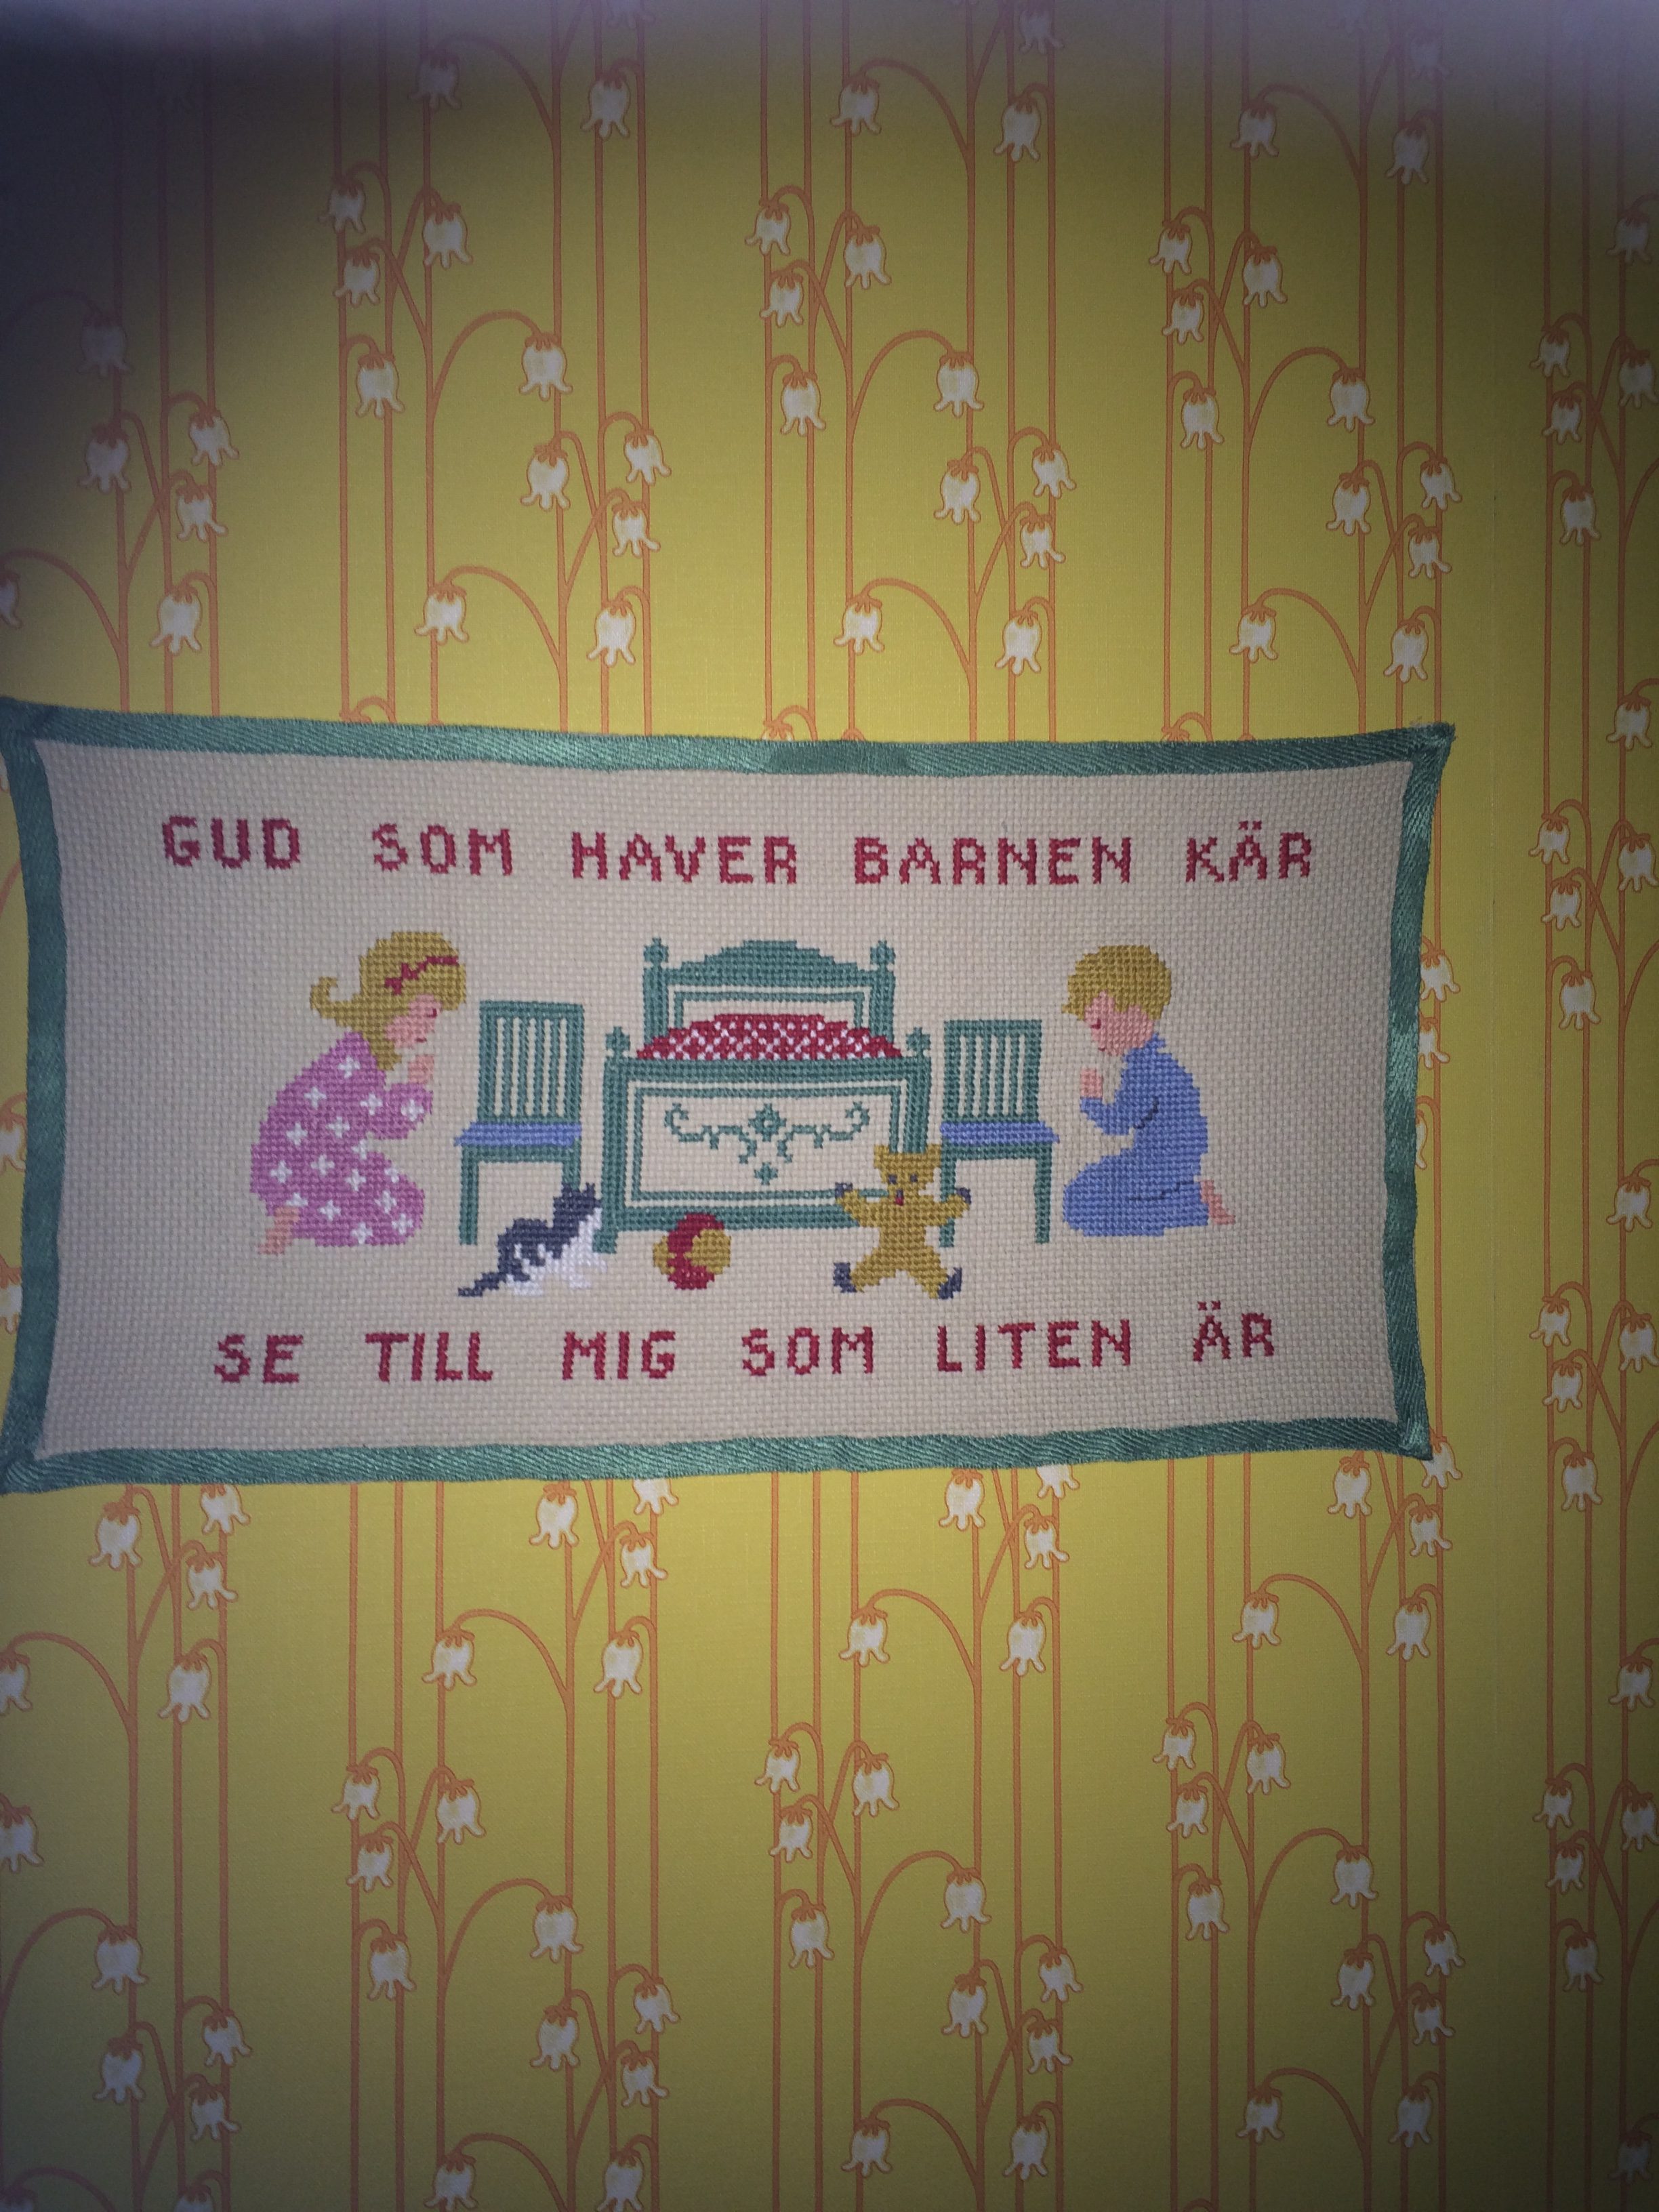 GUD SOM HAVER BARNEN KÄR
SE TILL MIG SOM LITEN ÄR